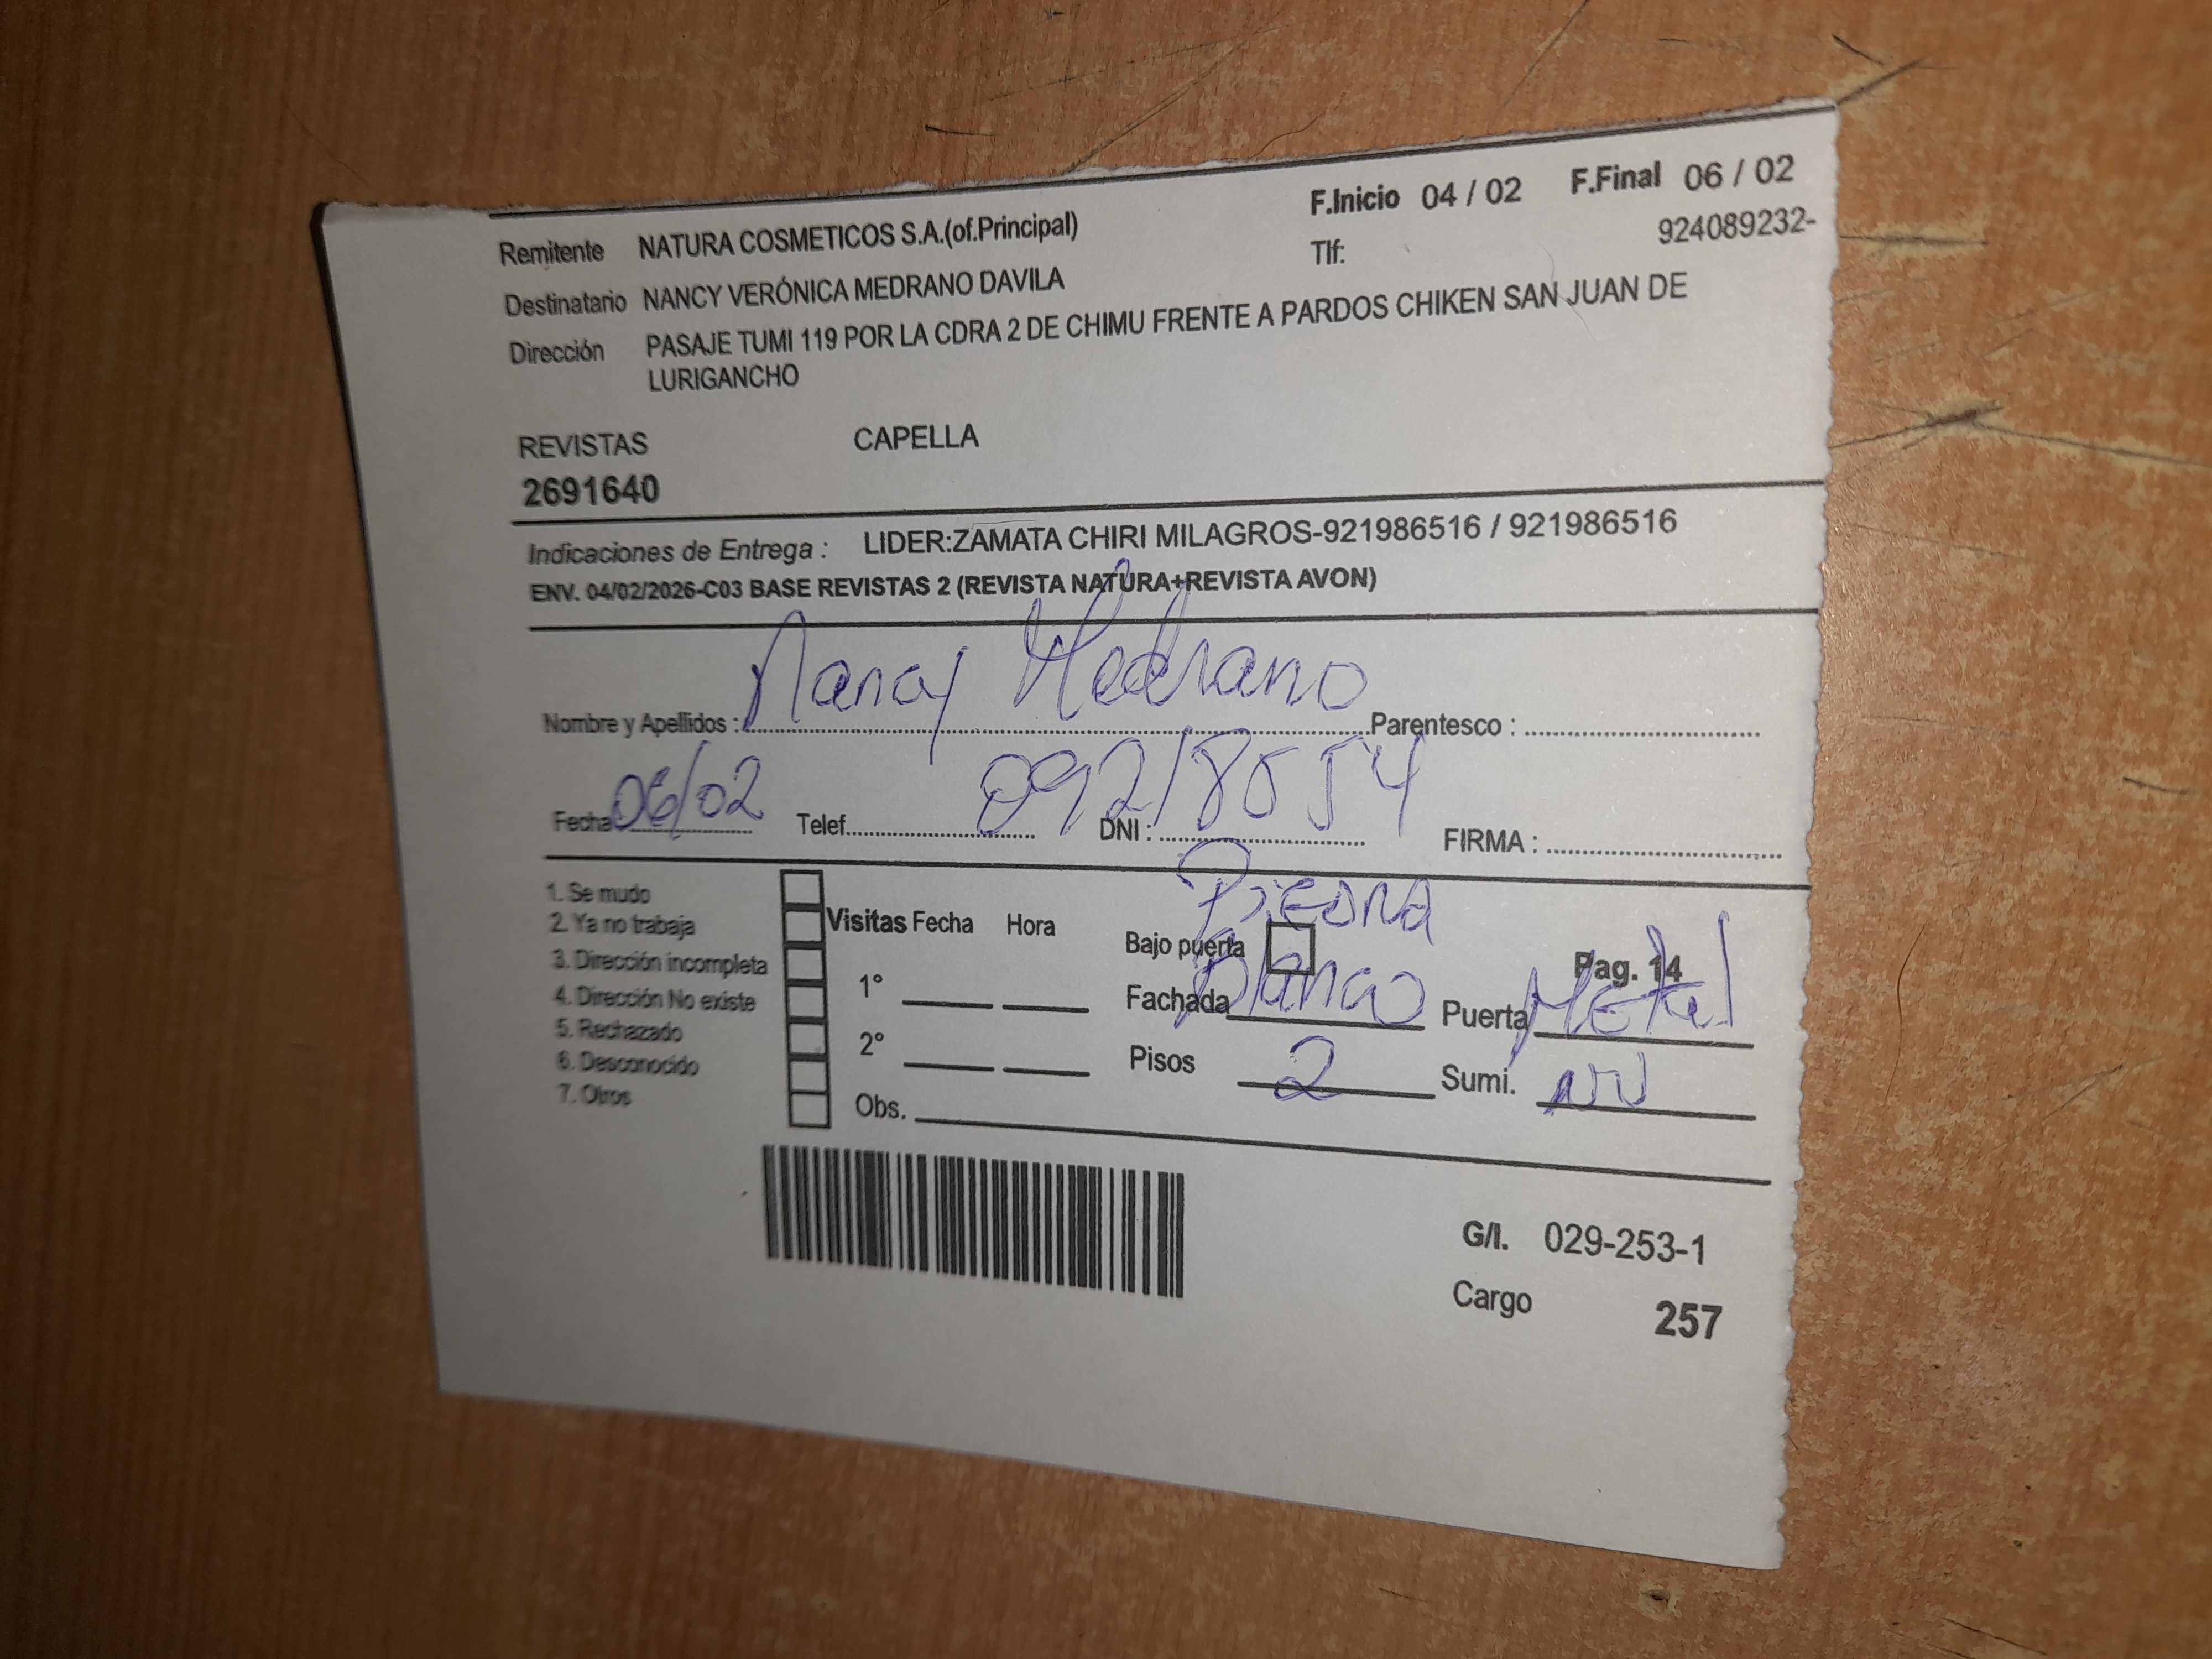 F.Inicio 04 / 02 F.Final 06 / 02
Remitente NATURA COSMETICOS S.A.(of.Principal) Tlf: 924089232-
Destinatario NANCY VERÓNICA MEDRANO DAVILA
Dirección PASAJE TUMI 119 POR LA CDRA 2 DE CHIMU FRENTE A PARDOS CHIKEN SAN JUAN DE
LURIGANCHO
REVISTAS CAPELLA
2691640
Indicaciones de Entrega : LIDER:ZAMATA CHIRI MILAGROS-921986516 / 921986516
ENV. 04/02/2026-C03 BASE REVISTAS 2 (REVISTA NATURA+REVISTA AVON)
Nombre y Apellidos : Nancy Medrano Parentesco :
Fecha 06/02 Telef. DNI : 09218554 FIRMA :
1. Se mudo
2. Ya no trabaja
3. Dirección incompleta
4. Dirección No existe
5. Rechazado
6. Desconocido
7. Otros
Visitas Fecha Hora
1°
2°
Obs.
Piedra
Bajo puerta Pag. 14
Fachada blanco Puerta Metal
Pisos 2 Sumi.
G/I. 029-253-1
Cargo 257